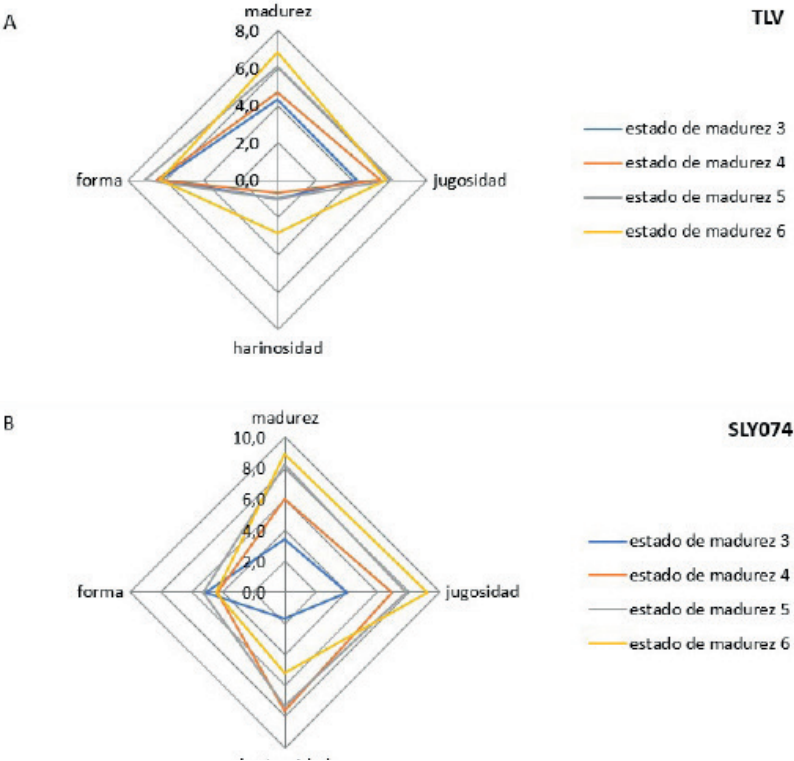 A
TLV
madurez
8,0
6,0
4,0
2,0
0,0
forma
jugosidad
harinosidad
estado de madurez 3
estado de madurez 4
estado de madurez 5
estado de madurez 6
B
SLY074
madurez
10,0
8,0
6,0
4,0
2,0
0,0
forma
jugosidad
estado de madurez 3
estado de madurez 4
estado de madurez 5
estado de madurez 6